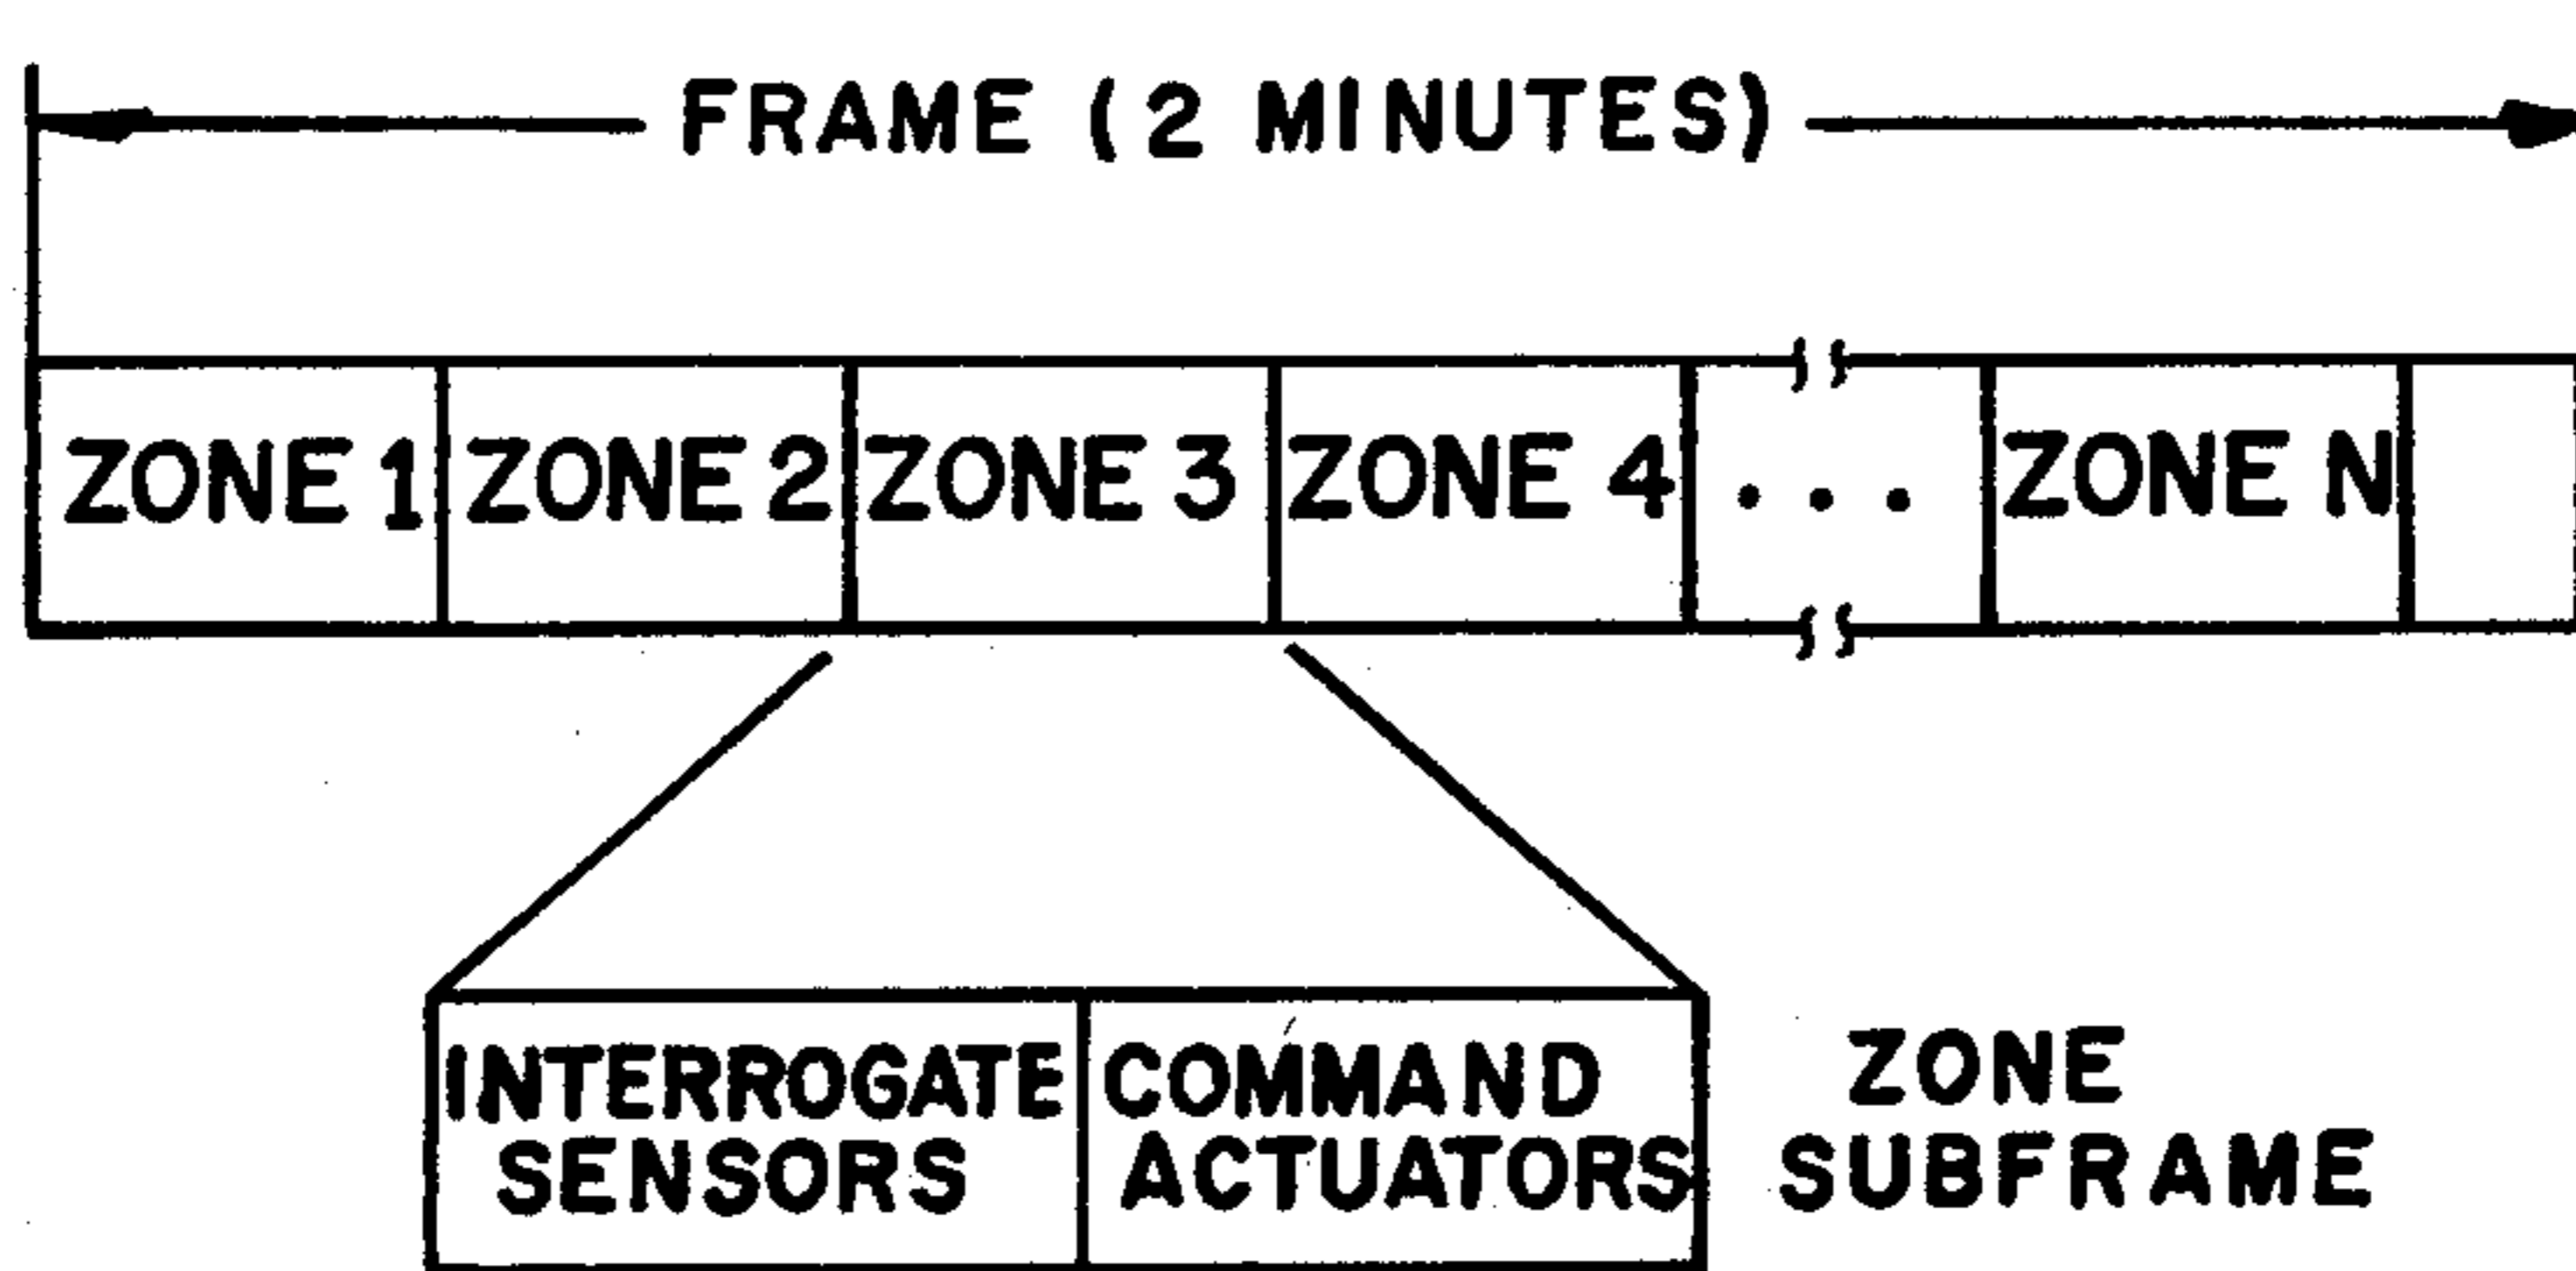 FRAME (2 MINUTES)
ZONE 1 ZONE 2 ZONE 3 ZONE 4 ... ZONE N
INTERROGATE SENSORS
COMMAND ACTUATORS
ZONE SUBFRAME